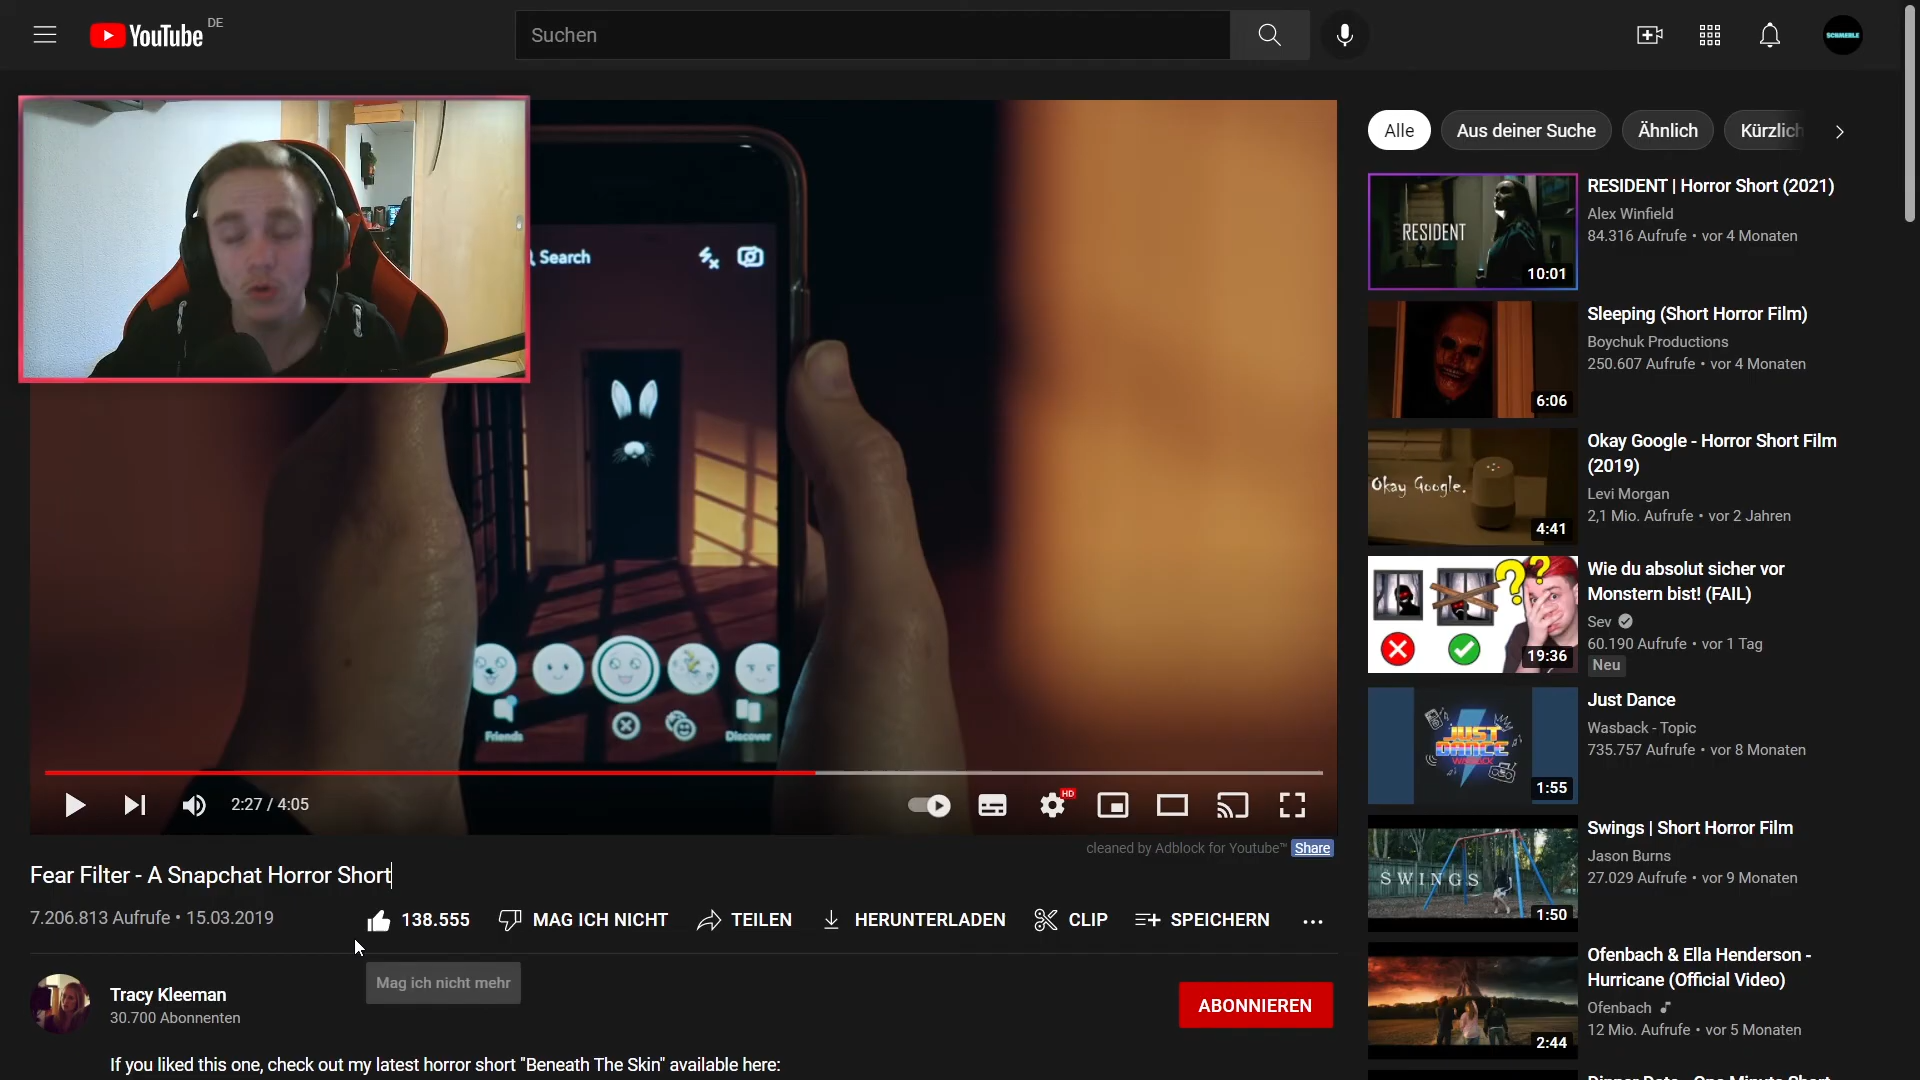 YouTube DE
Suchen
SCHMERLE
Search
Friends
Discover
2:27 / 4:05
HD
cleaned by Adblock for Youtube™ Share
Fear Filter - A Snapchat Horror Short
7.206.813 Aufrufe • 15.03.2019
138.555
MAG ICH NICHT
TEILEN
HERUNTERLADEN
CLIP
SPEICHERN
Mag ich nicht mehr
Tracy Kleeman
30.700 Abonnenten
ABONNIEREN
If you liked this one, check out my latest horror short "Beneath The Skin" available here:
Alle
Aus deiner Suche
Ähnlich
Kürzlich
RESIDENT
10:01
RESIDENT | Horror Short (2021)
Alex Winfield
84.316 Aufrufe • vor 4 Monaten
6:06
Sleeping (Short Horror Film)
Boychuk Productions
250.607 Aufrufe • vor 4 Monaten
Okay Google.
4:41
Okay Google - Horror Short Film
(2019)
Levi Morgan
2,1 Mio. Aufrufe • vor 2 Jahren
??
19:36
Wie du absolut sicher vor
Monstern bist! (FAIL)
Sev
60.190 Aufrufe • vor 1 Tag
Neu
JUST
DANCE
WASBACK
1:55
Just Dance
Wasback - Topic
735.757 Aufrufe • vor 8 Monaten
SWINGS
1:50
Swings | Short Horror Film
Jason Burns
27.029 Aufrufe • vor 9 Monaten
2:44
Ofenbach & Ella Henderson -
Hurricane (Official Video)
Ofenbach
12 Mio. Aufrufe • vor 5 Monaten